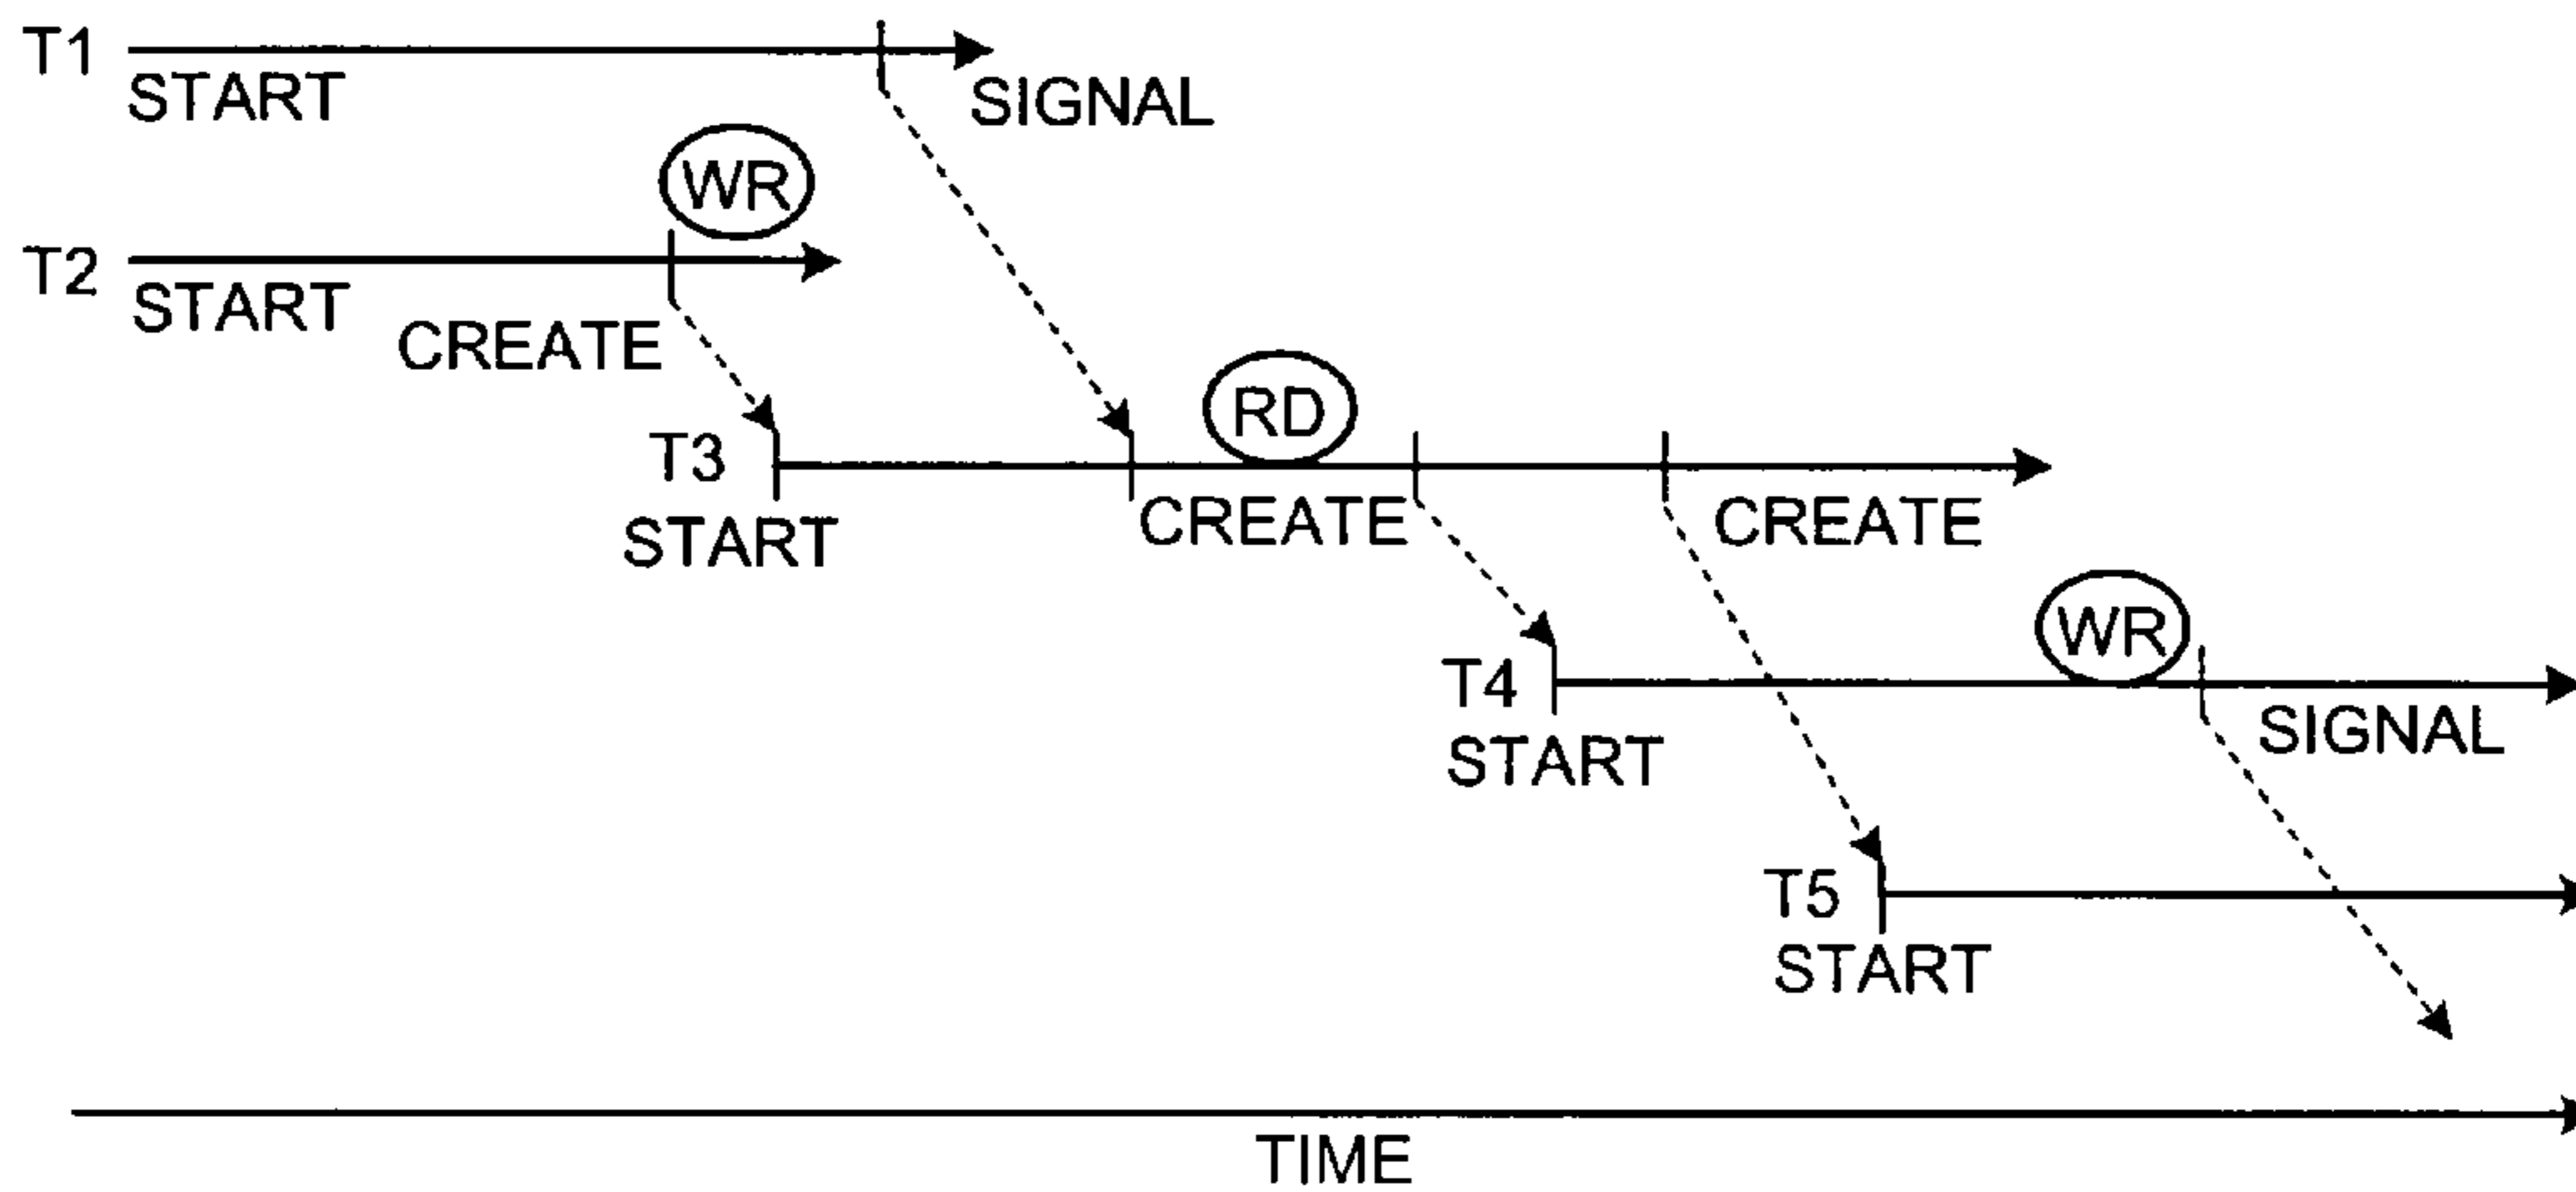 T1
START
SIGNAL
WR
T2
START
CREATE
RD
T3
START
CREATE
CREATE
WR
T4
START
SIGNAL
T5
START
TIME